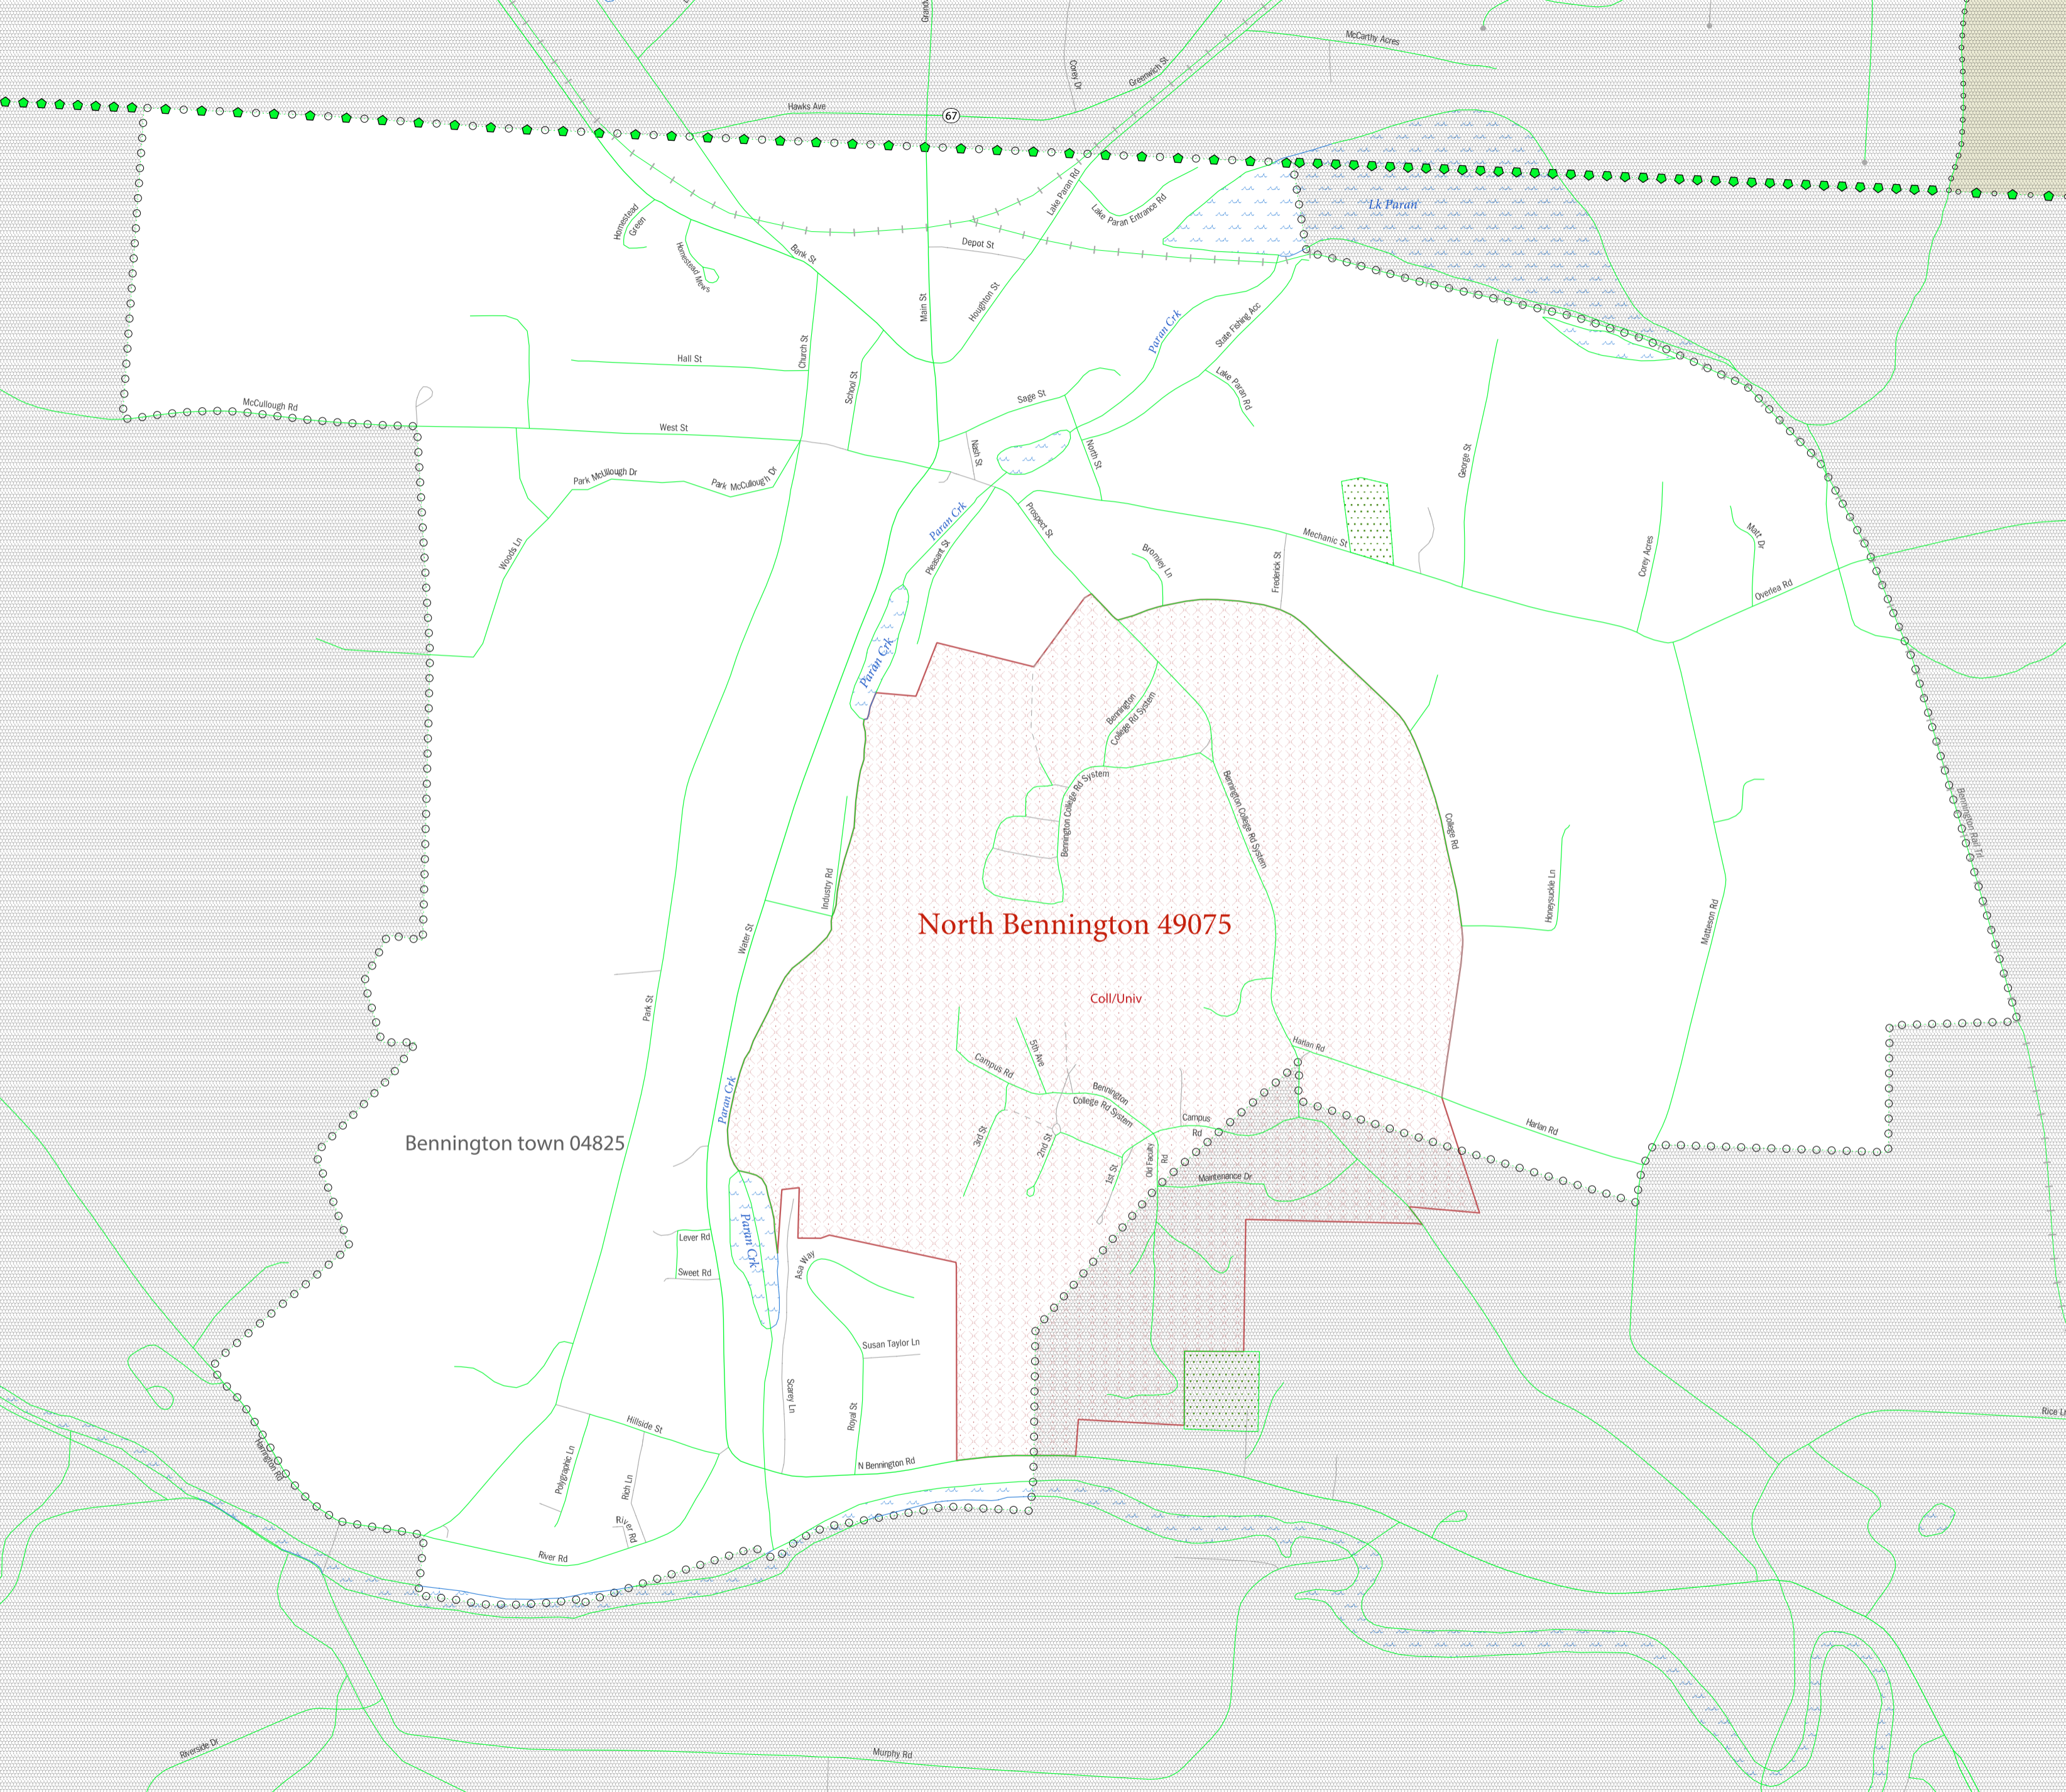 McCarthy Acres
Grand
Corey Dr
Greenwich St
Hawks Ave
67
Lake Paran Rd
Lake Paran Entrance Rd
Lk Paran
Homestead
Green
Homestead Mews
Bank St
Depot St
Main St
Houghton St
Paran Crk
State Fishing Acc
Church St
Hall St
School St
Lake Paran Rd
Sage St
McCullough Rd
West St
Nash St
North St
George St
Park McCullough Dr
Park McCullough Dr
Paran Crk
Prospect St
Mechanic St
Matt Dr
Woods Ln
Pleasant St
Bromley Ln
Frederick St
Corey Acres
Overlea Rd
Paran Crk
Bennington
College Rd System
Bennington College Rd System
Bennington College Rd System
College Rd
Bennington Rail Trl
Industry Rd
Honeysuckle Ln
Matteson Rd
North Bennington 49075
Water St
Coll/Univ
Park St
5th Ave
Harlan Rd
Campus Rd
Bennington
College Rd System
Paran Crk
Campus
Rd
Harlan Rd
Bennington town 04825
3rd St
2nd St
1st St
Old Faculty
Rd
Maintenance Dr
Paran Crk
Lever Rd
Sweet Rd
Asa Way
Susan Taylor Ln
Scarey Ln
Royal St
Hillside St
Rice Ln
Harrington Rd
Polygraphic Ln
Rich Ln
N Bennington Rd
River Rd
River Rd
Riverside Dr
Murphy Rd